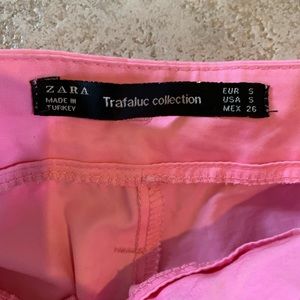 ZARA
MADE IN
TURKEY
Trafaluc collection
EUR S
USA S
MEX 26